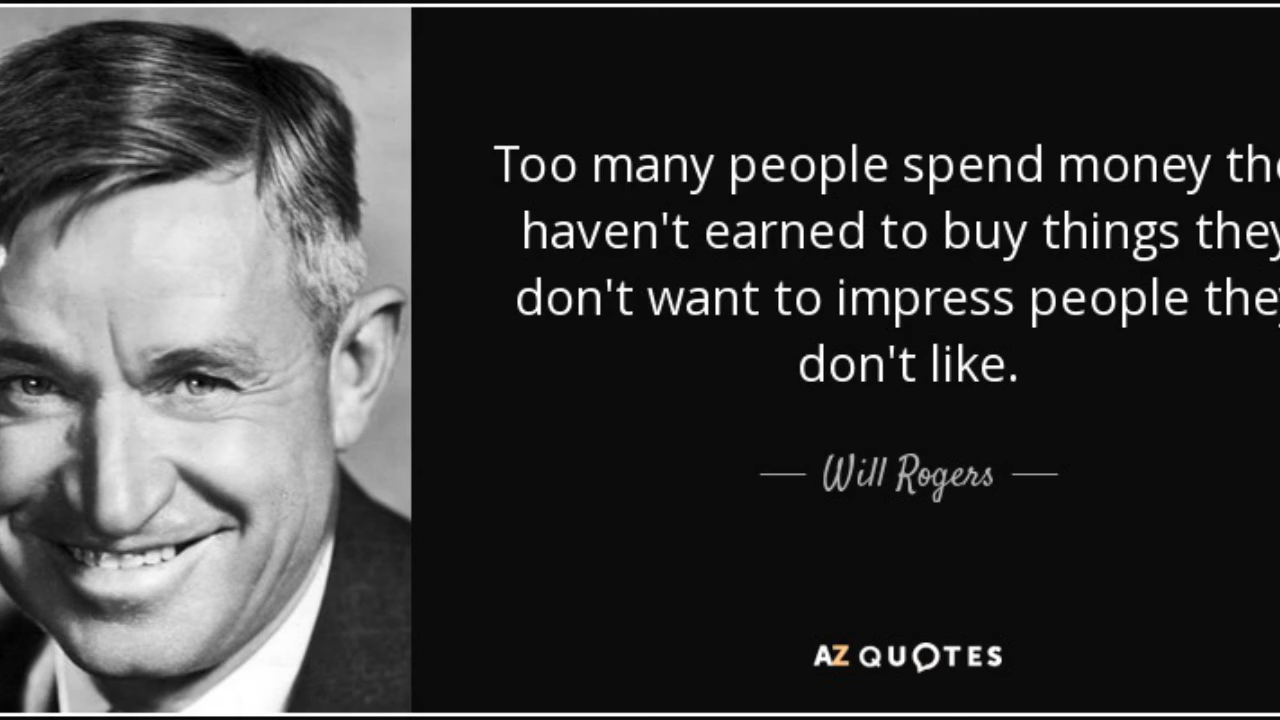 Too many people spend money the
haven't earned to buy things they
don't want to impress people they
don't like.
Will Rogers
AZ QUOTES